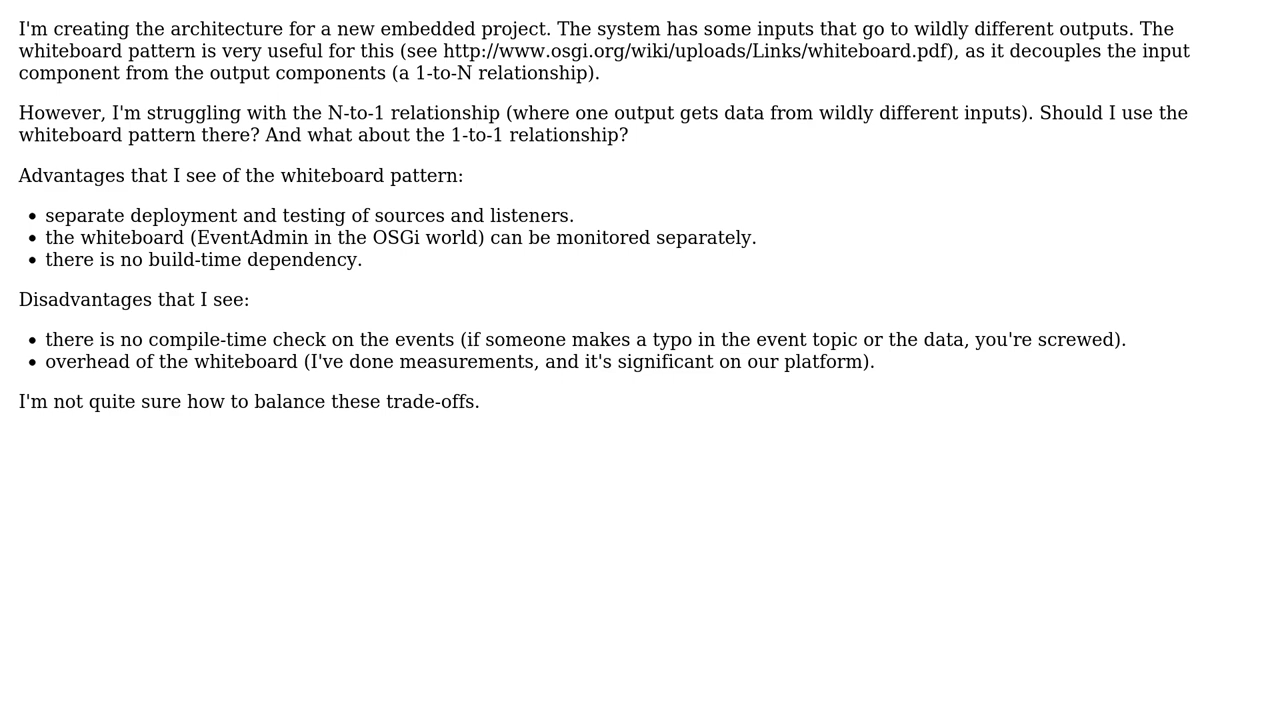 I'm creating the architecture for a new embedded project. The system has some inputs that go to wildly different outputs. The
whiteboard pattern is very useful for this (see http://www.osgi.org/wiki/uploads/Links/whiteboard.pdf), as it decouples the input
component from the output components (a 1-to-N relationship).
However, I'm struggling with the N-to-1 relationship (where one output gets data from wildly different inputs). Should I use the
whiteboard pattern there? And what about the 1-to-1 relationship?
Advantages that I see of the whiteboard pattern:
• separate deployment and testing of sources and listeners.
• the whiteboard (EventAdmin in the OSGi world) can be monitored separately.
• there is no build-time dependency.
Disadvantages that I see:
• there is no compile-time check on the events (if someone makes a typo in the event topic or the data, you're screwed).
• overhead of the whiteboard (I've done measurements, and it's significant on our platform).
I'm not quite sure how to balance these trade-offs.